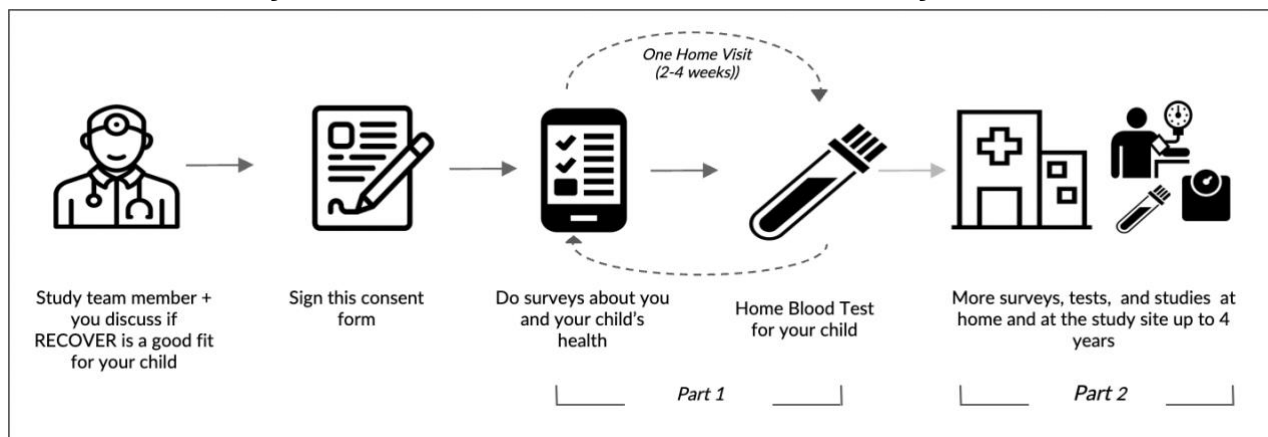 One Home Visit
(2-4 weeks))
Study team member +
you discuss if
RECOVER is a good fit
for your child
Sign this consent
form
Do surveys about you
and your child's
health
Home Blood Test
for your child
More surveys, tests, and studies at
home and at the study site up to 4
years
Part 1
Part 2